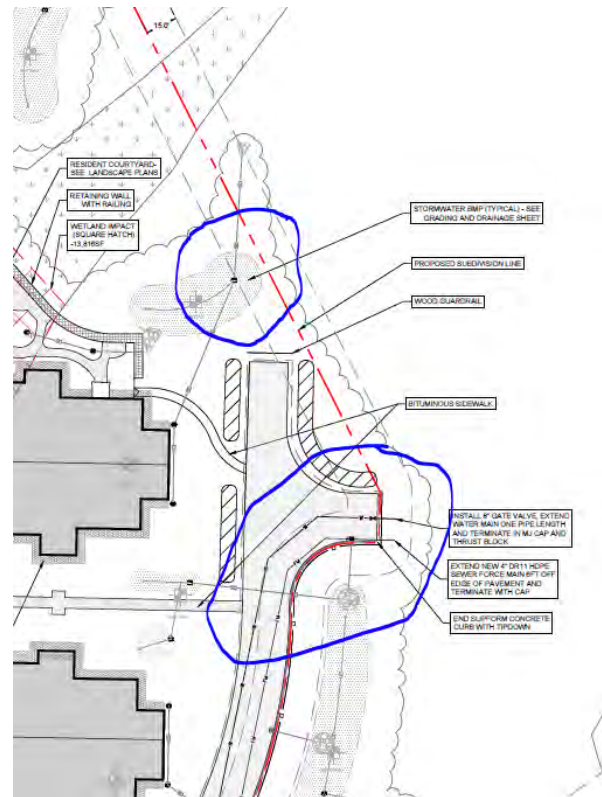 15.0'
RESIDENT COURTYARD-
SEE LANDSCAPE PLANS
RETAINING WALL
WITH RAILING
WETLAND IMPACT
(SQUARE HATCH)
-13,816SF
STORMWATER BMP (TYPICAL) - SEE
GRADING AND DRAINAGE SHEET
PROPOSED SUBDIVISION LINE
WOOD GUARDRAIL
BITUMINOUS SIDEWALK
INSTALL 8" GATE VALVE, EXTEND
WATER MAIN ONE PIPE LENGTH
AND TERMINATE IN MJ CAP AND
THRUST BLOCK
EXTEND NEW 4" DR11 HDPE
SEWER FORCE MAIN 6FT OFF
EDGE OF PAVEMENT AND
TERMINATE WITH CAP
END SLIPFORM CONCRETE
CURB WITH TIPDOWN